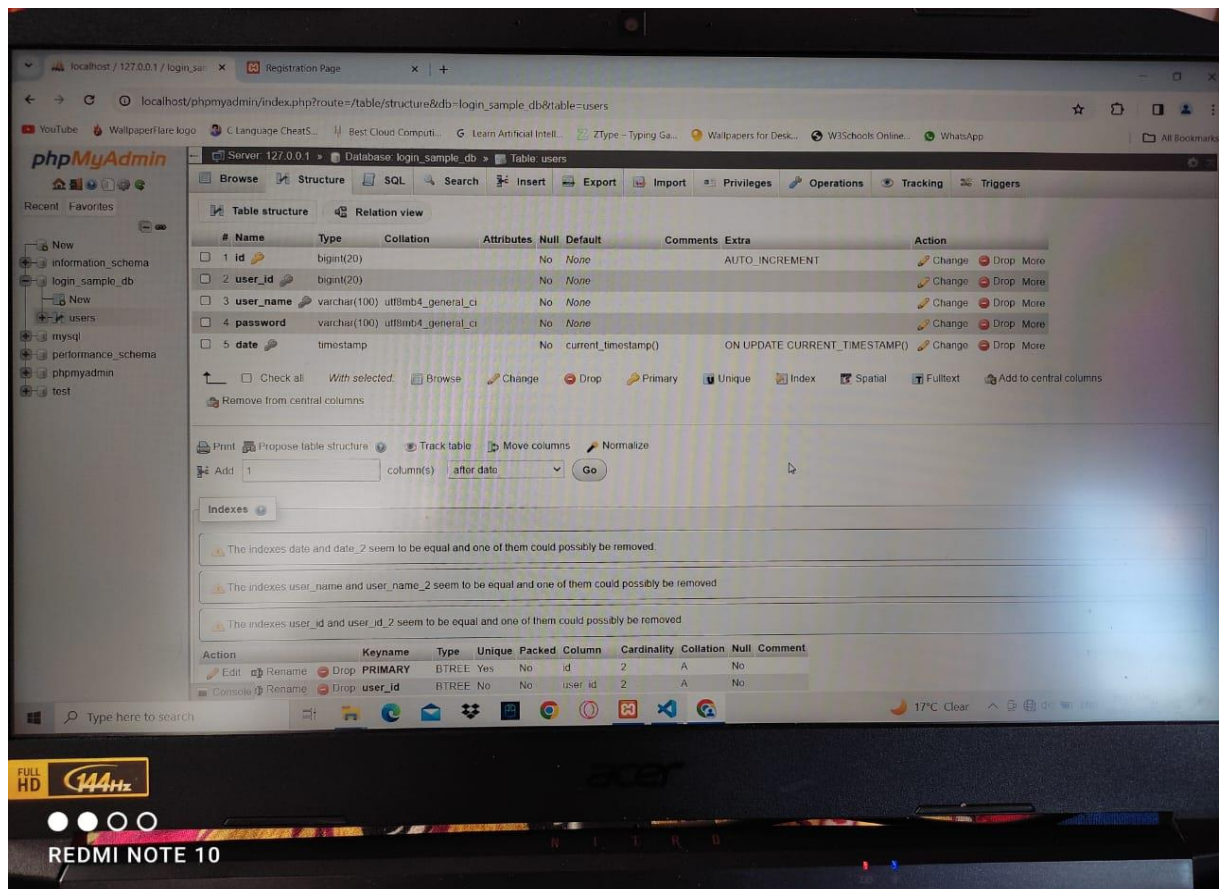 localhost / 127.0.0.1 / login_sar
Registration Page
localhost/phpmyadmin/index.php?route=/table/structure&db=login_sample_db&table=users
YouTube WallpaperFlare logo C Language CheatS... Best Cloud Computi... Learn Artificial Intell... ZType – Typing Ga... Wallpapers for Desk... W3Schools Online... WhatsApp All Bookmarks
phpMyAdmin
Recent Favorites
New
information_schema
login_sample_db
New
users
mysql
performance_schema
phpmyadmin
test
Server: 127.0.0.1 » Database: login_sample_db » Table: users
Browse Structure SQL Search Insert Export Import Privileges Operations Tracking Triggers
Table structure Relation view
# Name Type Collation Attributes Null Default Comments Extra Action
1 id bigint(20) No None AUTO_INCREMENT Change Drop More
2 user_id bigint(20) No None Change Drop More
3 user_name varchar(100) utf8mb4_general_ci No None Change Drop More
4 password varchar(100) utf8mb4_general_ci No None Change Drop More
5 date timestamp No current_timestamp() ON UPDATE CURRENT_TIMESTAMP() Change Drop More
Check all With selected: Browse Change Drop Primary Unique Index Spatial Fulltext Add to central columns
Remove from central columns
Print Propose table structure Track table Move columns Normalize
Add 1 column(s) after date Go
Indexes
The indexes date and date_2 seem to be equal and one of them could possibly be removed.
The indexes user_name and user_name_2 seem to be equal and one of them could possibly be removed.
The indexes user_id and user_id_2 seem to be equal and one of them could possibly be removed.
Action Keyname Type Unique Packed Column Cardinality Collation Null Comment
Edit Rename Drop PRIMARY BTREE Yes No id 2 A No
Console Rename Drop user_id BTREE No No user_id 2 A No
Type here to search
17°C Clear
FULL HD 144Hz
acer
NITRO
REDMI NOTE 10